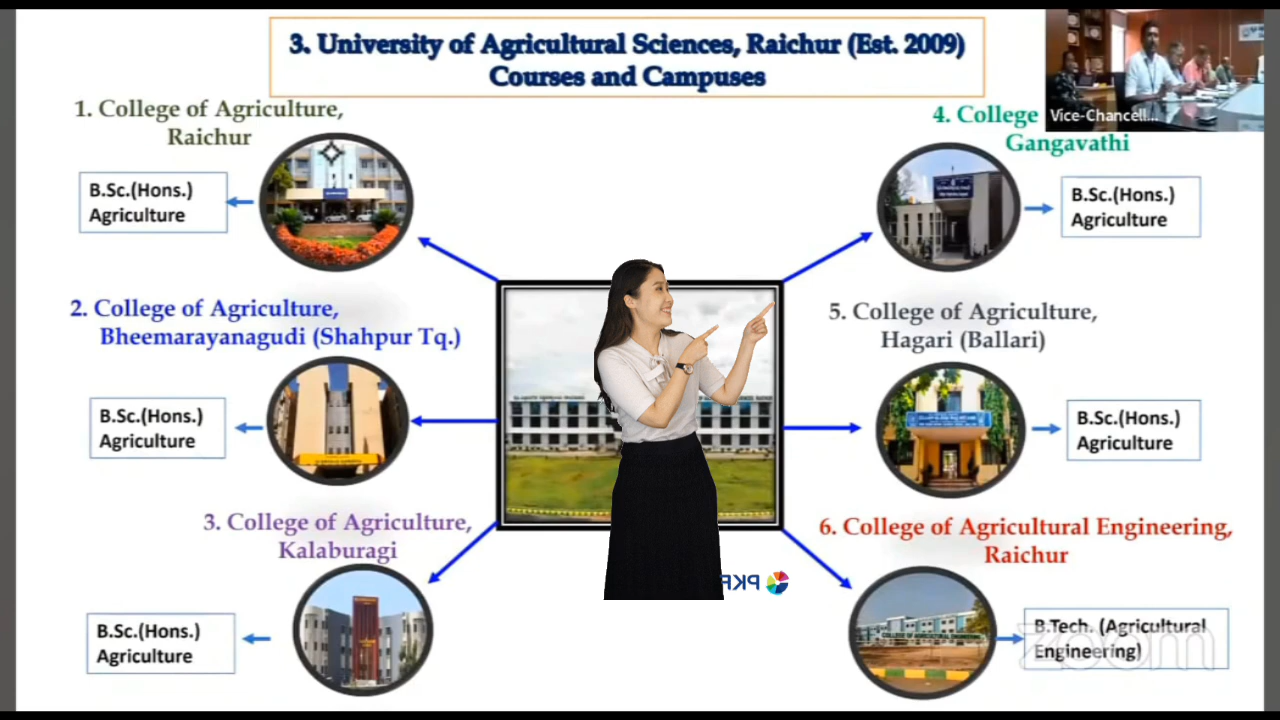 3. University of Agricultural Sciences, Raichur (Est. 2009)
Courses and Campuses
1. College of Agriculture,
Raichur
B.Sc.(Hons.)
Agriculture
2. College of Agriculture,
Bheemarayanagudi (Shahpur Tq.)
B.Sc.(Hons.)
Agriculture
3. College of Agriculture,
Kalaburagi
B.Sc.(Hons.)
Agriculture
4. College
Gangavathi
Vice-Chancell...
B.Sc.(Hons.)
Agriculture
5. College of Agriculture,
Hagari (Ballari)
B.Sc.(Hons.)
Agriculture
6. College of Agricultural Engineering,
Raichur
B.Tech. (Agricultural
Engineering)
zoom